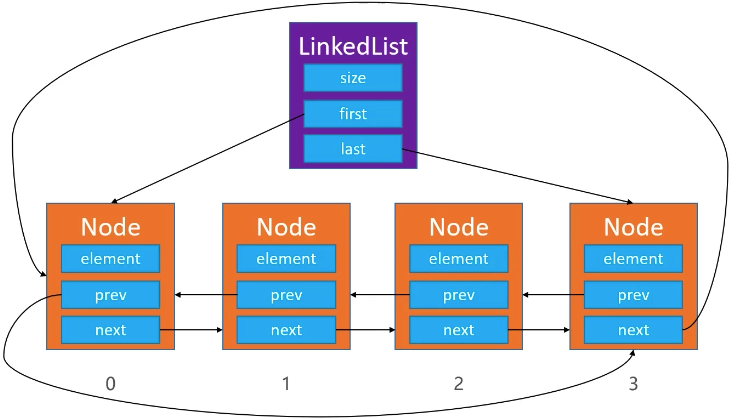 LinkedList
size
first
last
Node
element
prev
next
Node
element
prev
next
Node
element
prev
next
Node
element
prev
next
0
1
2
3